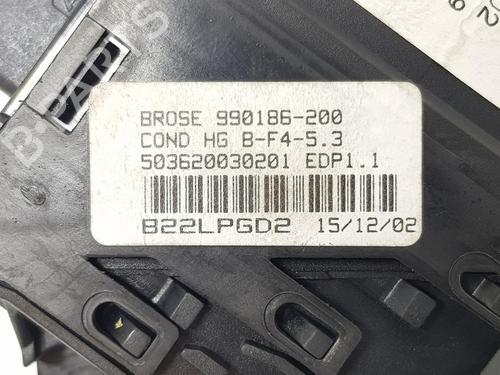 BROSE 990186-200
COND HG B-F4-5.3
503620030201 EDP1.1
B22LPGD2 15/12/02
B-PARTS